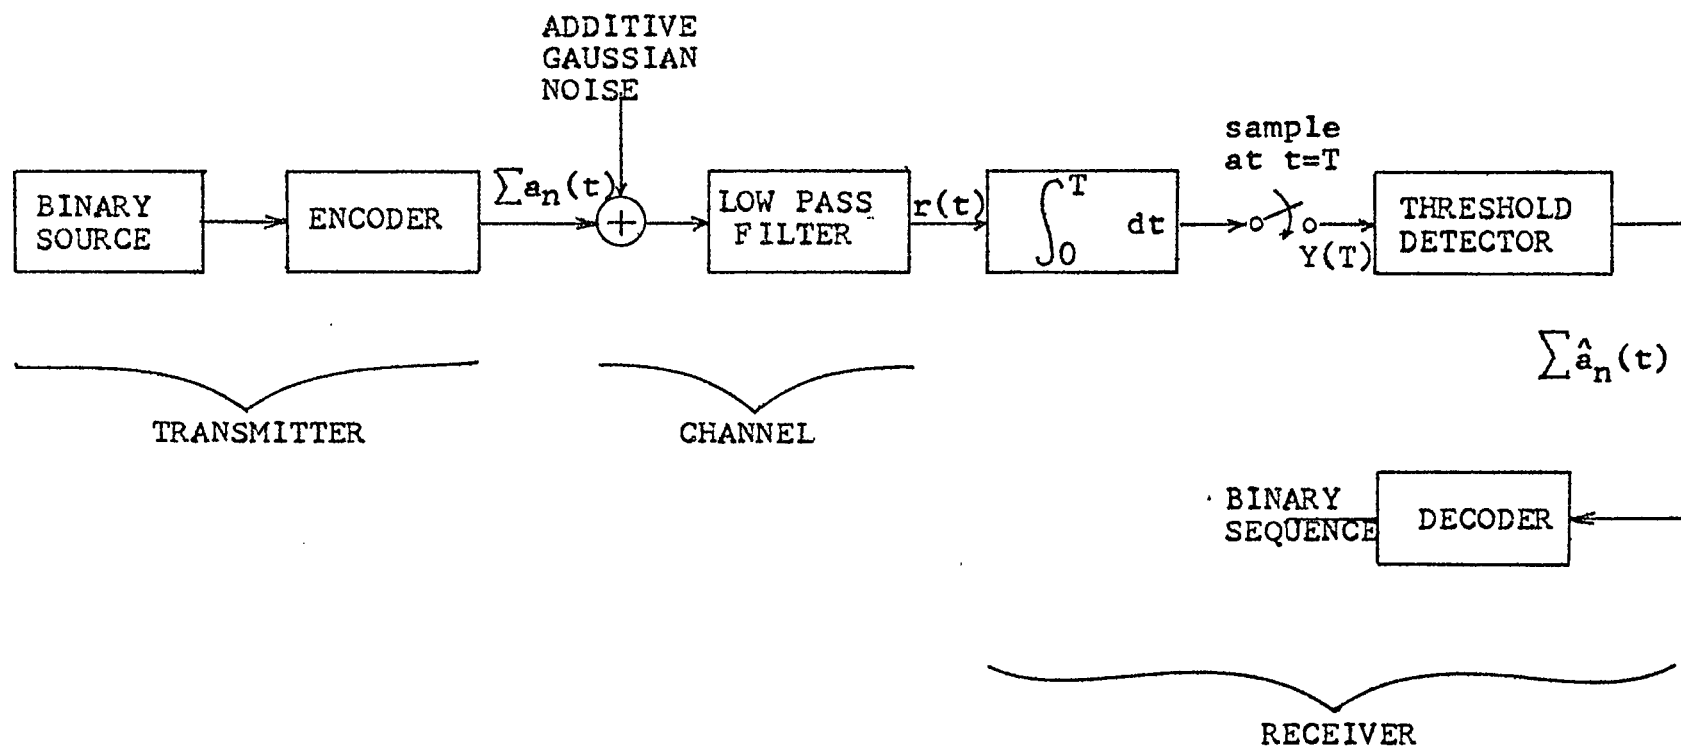 ADDITIVE
GAUSSIAN
NOISE
BINARY
SOURCE
ENCODER
∑aₙ(t)
+
LOW PASS
FILTER
r(t)
∫₀ᵀ dt
sample
at t=T
Y(T)
THRESHOLD
DETECTOR
TRANSMITTER
CHANNEL
∑âₙ(t)
BINARY
SEQUENCE
DECODER
RECEIVER